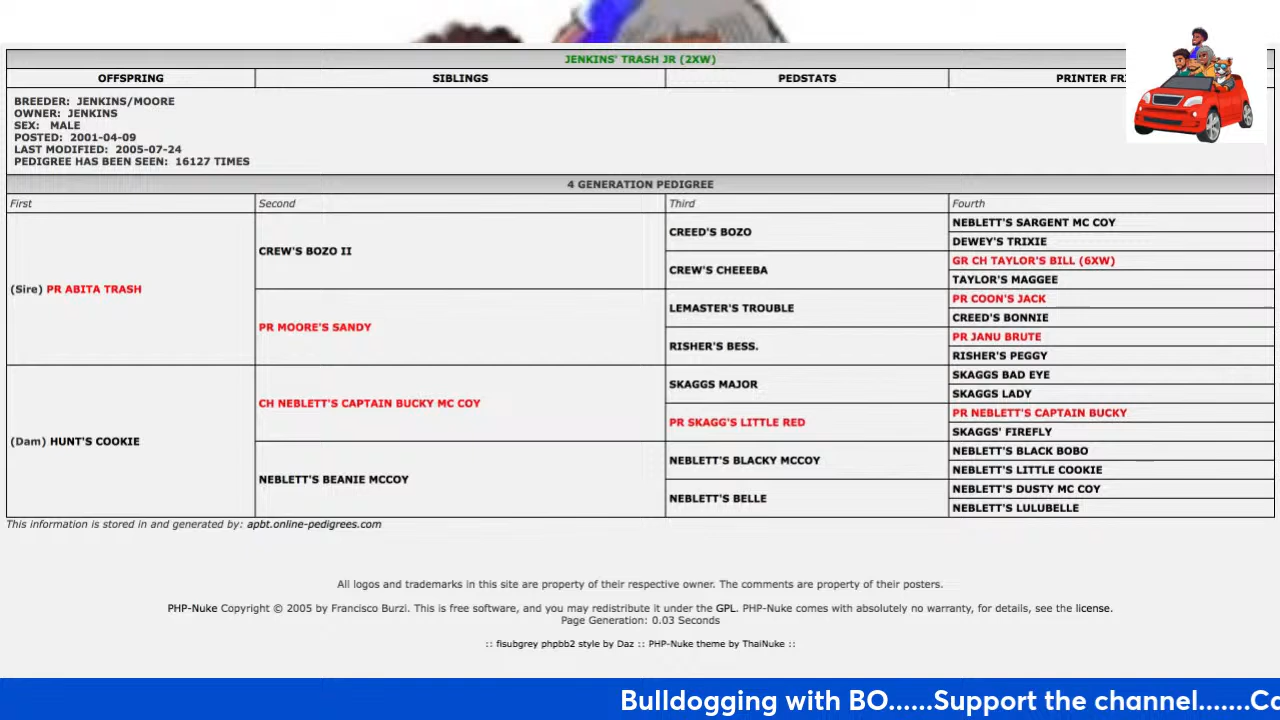 JENKINS' TRASH JR (2XW)
OFFSPRING SIBLINGS PEDSTATS PRINTER
BREEDER: JENKINS/MOORE
OWNER: JENKINS
SEX: MALE
POSTED: 2001-04-09
LAST MODIFIED: 2005-07-24
PEDIGREE HAS BEEN SEEN: 16127 TIMES
4 GENERATION PEDIGREE
First Second Third Fourth
(Sire) PR ABITA TRASH
CREW'S BOZO II
CREED'S BOZO
NEBLETT'S SARGENT MC COY
DEWEY'S TRIXIE
CREW'S CHEEEBA
GR CH TAYLOR'S BILL (6XW)
TAYLOR'S MAGGEE
PR MOORE'S SANDY
LEMASTER'S TROUBLE
PR COON'S JACK
CREED'S BONNIE
RISHER'S BESS.
PR JANU BRUTE
RISHER'S PEGGY
(Dam) HUNT'S COOKIE
CH NEBLETT'S CAPTAIN BUCKY MC COY
SKAGGS MAJOR
SKAGGS BAD EYE
SKAGGS LADY
PR SKAGG'S LITTLE RED
PR NEBLETT'S CAPTAIN BUCKY
SKAGGS' FIREFLY
NEBLETT'S BEANIE MCCOY
NEBLETT'S BLACKY MCCOY
NEBLETT'S BLACK BOBO
NEBLETT'S LITTLE COOKIE
NEBLETT'S BELLE
NEBLETT'S DUSTY MC COY
NEBLETT'S LULUBELLE
This information is stored in and generated by: apbt.online-pedigrees.com
All logos and trademarks in this site are property of their respective owner. The comments are property of their posters.
PHP-Nuke Copyright © 2005 by Francisco Burzi. This is free software, and you may redistribute it under the GPL. PHP-Nuke comes with absolutely no warranty, for details, see the license.
Page Generation: 0.03 Seconds
:: fisubgrey phpbb2 style by Daz :: PHP-Nuke theme by ThaiNuke ::
Bulldogging with BO......Support the channel.......